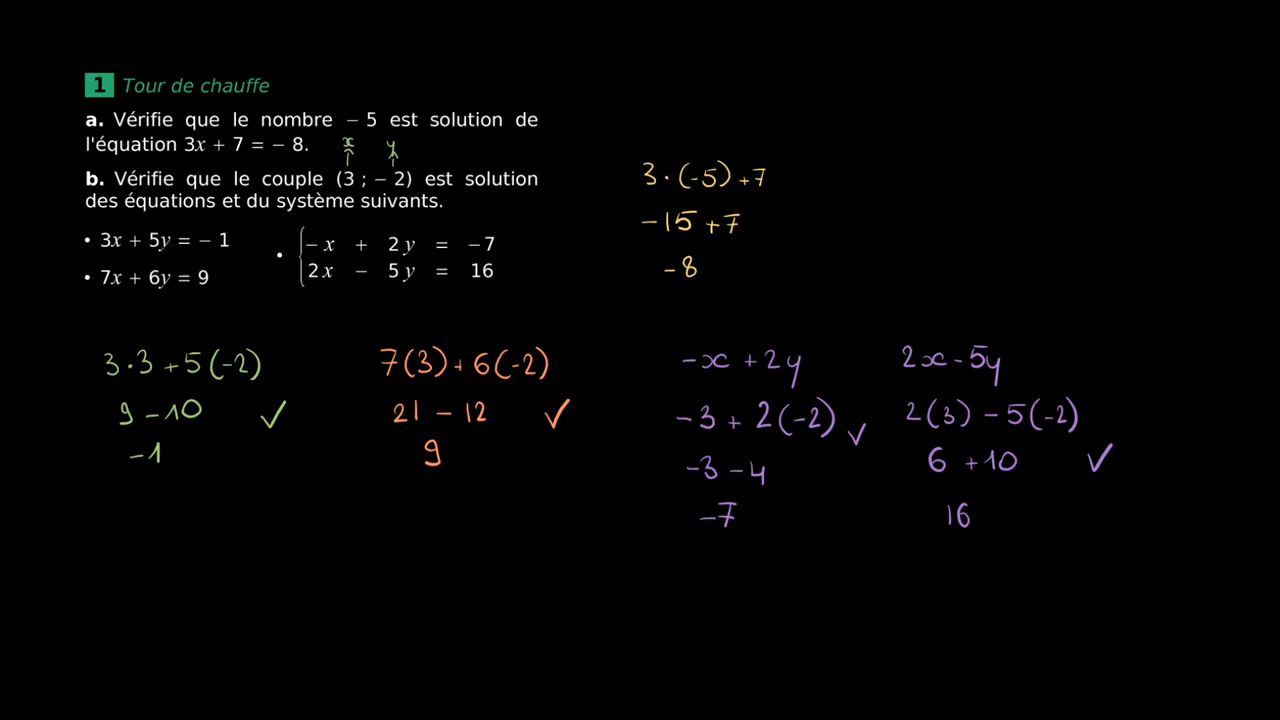 1 Tour de chauffe
a. Vérifie que le nombre – 5 est solution de
l'équation 3x + 7 = – 8.
x y
b. Vérifie que le couple (3 ; – 2) est solution
des équations et du système suivants.
• 3x + 5y = – 1
• 7x + 6y = 9
• { – x + 2 y = –7
2 x – 5 y = 16
3 · (-5) + 7
-15 + 7
-8
3 · 3 + 5 (-2)
9 - 10 ✓
-1
7(3) + 6(-2)
21 - 12 ✓
9
-x + 2y
-3 + 2(-2) ✓
-3 - 4
-7
2x - 5y
2(3) - 5(-2)
6 + 10 ✓
16